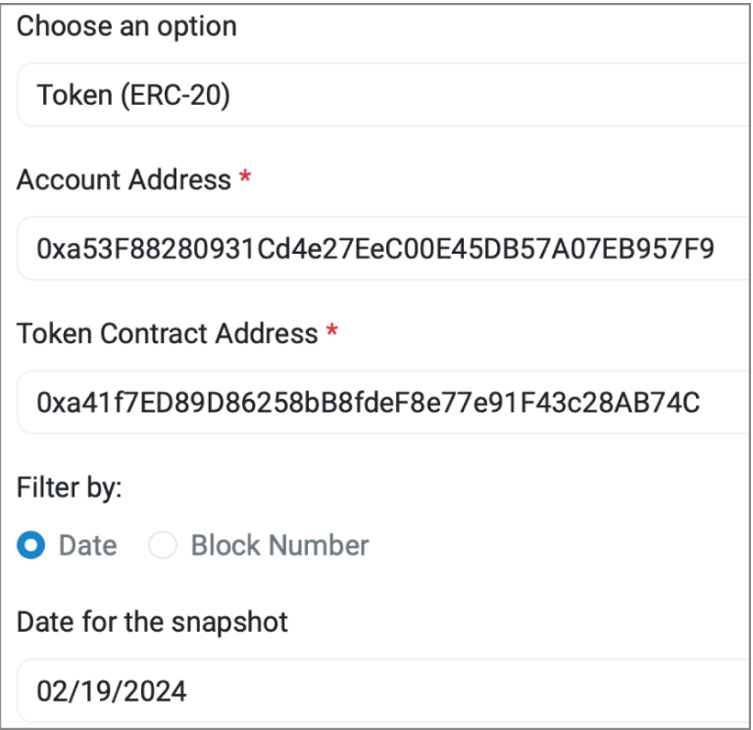 Choose an option
Token (ERC-20)
Account Address *
0xa53F88280931Cd4e27EeC00E45DB57A07EB957F9
Token Contract Address *
0xa41f7ED89D86258bB8fdeF8e77e91F43c28AB74C
Filter by:
Date Block Number
Date for the snapshot
02/19/2024